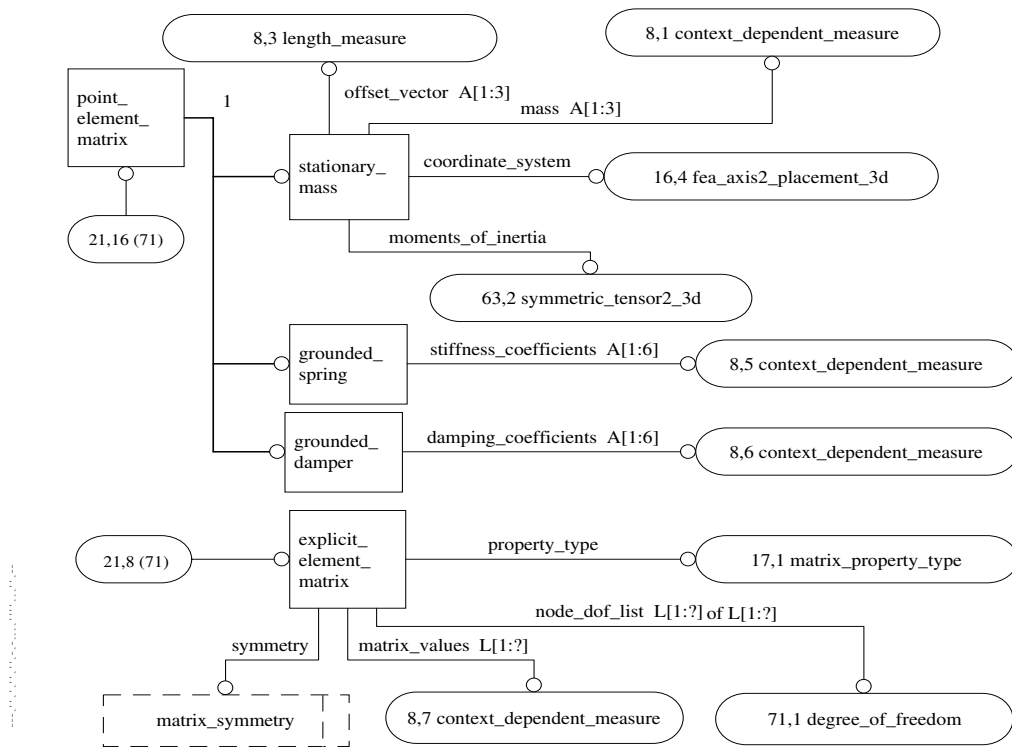 8,3 length_measure
8,1 context_dependent_measure
point_
element_
matrix
1
offset_vector A[1:3]
mass A[1:3]
stationary_
mass
coordinate_system
16,4 fea_axis2_placement_3d
21,16 (71)
moments_of_inertia
63,2 symmetric_tensor2_3d
grounded_
spring
stiffness_coefficients A[1:6]
8,5 context_dependent_measure
grounded_
damper
damping_coefficients A[1:6]
8,6 context_dependent_measure
21,8 (71)
explicit_
element_
matrix
property_type
17,1 matrix_property_type
node_dof_list L[1:?] of L[1:?]
symmetry
matrix_values L[1:?]
matrix_symmetry
8,7 context_dependent_measure
71,1 degree_of_freedom